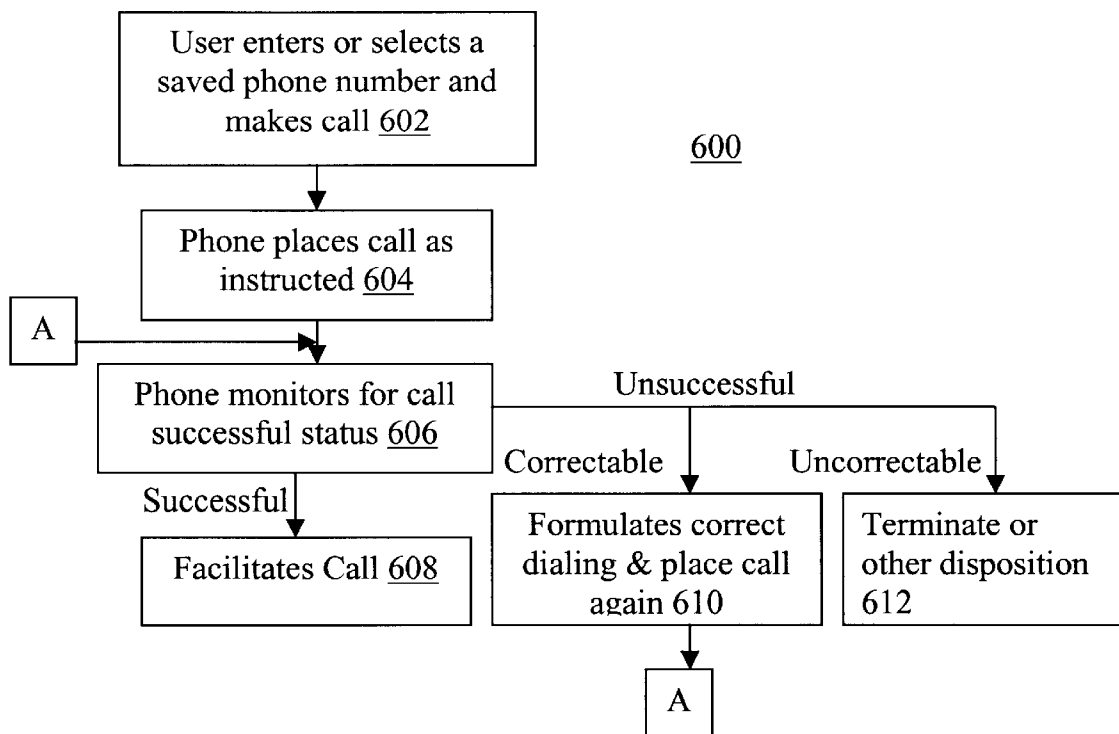 User enters or selects a
saved phone number and
makes call 602
600
Phone places call as
instructed 604
A
Phone monitors for call
successful status 606
Unsuccessful
Correctable
Uncorrectable
Successful
Facilitates Call 608
Formulates correct
dialing & place call
again 610
Terminate or
other disposition
612
A